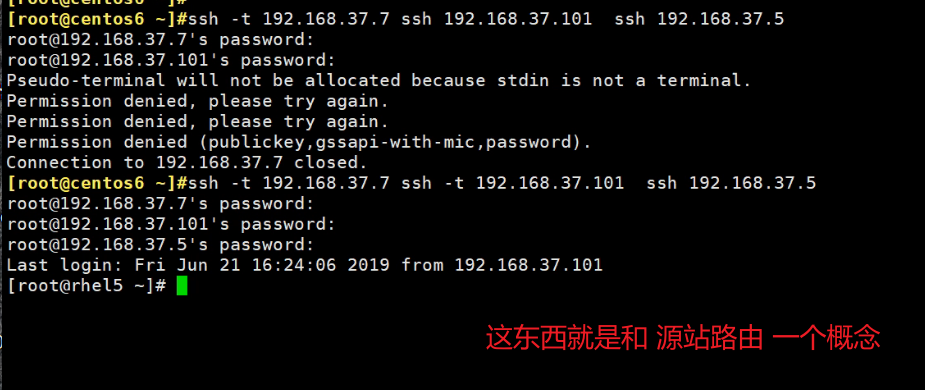 [root@centos6 ~]#
[root@centos6 ~]#ssh -t 192.168.37.7 ssh 192.168.37.101  ssh 192.168.37.5
root@192.168.37.7's password:
root@192.168.37.101's password:
Pseudo-terminal will not be allocated because stdin is not a terminal.
Permission denied, please try again.
Permission denied, please try again.
Permission denied (publickey,gssapi-with-mic,password).
Connection to 192.168.37.7 closed.
[root@centos6 ~]#ssh -t 192.168.37.7 ssh -t 192.168.37.101  ssh 192.168.37.5
root@192.168.37.7's password:
root@192.168.37.101's password:
root@192.168.37.5's password:
Last login: Fri Jun 21 16:24:06 2019 from 192.168.37.101
[root@rhel5 ~]#
这东西就是和 源站路由 一个概念